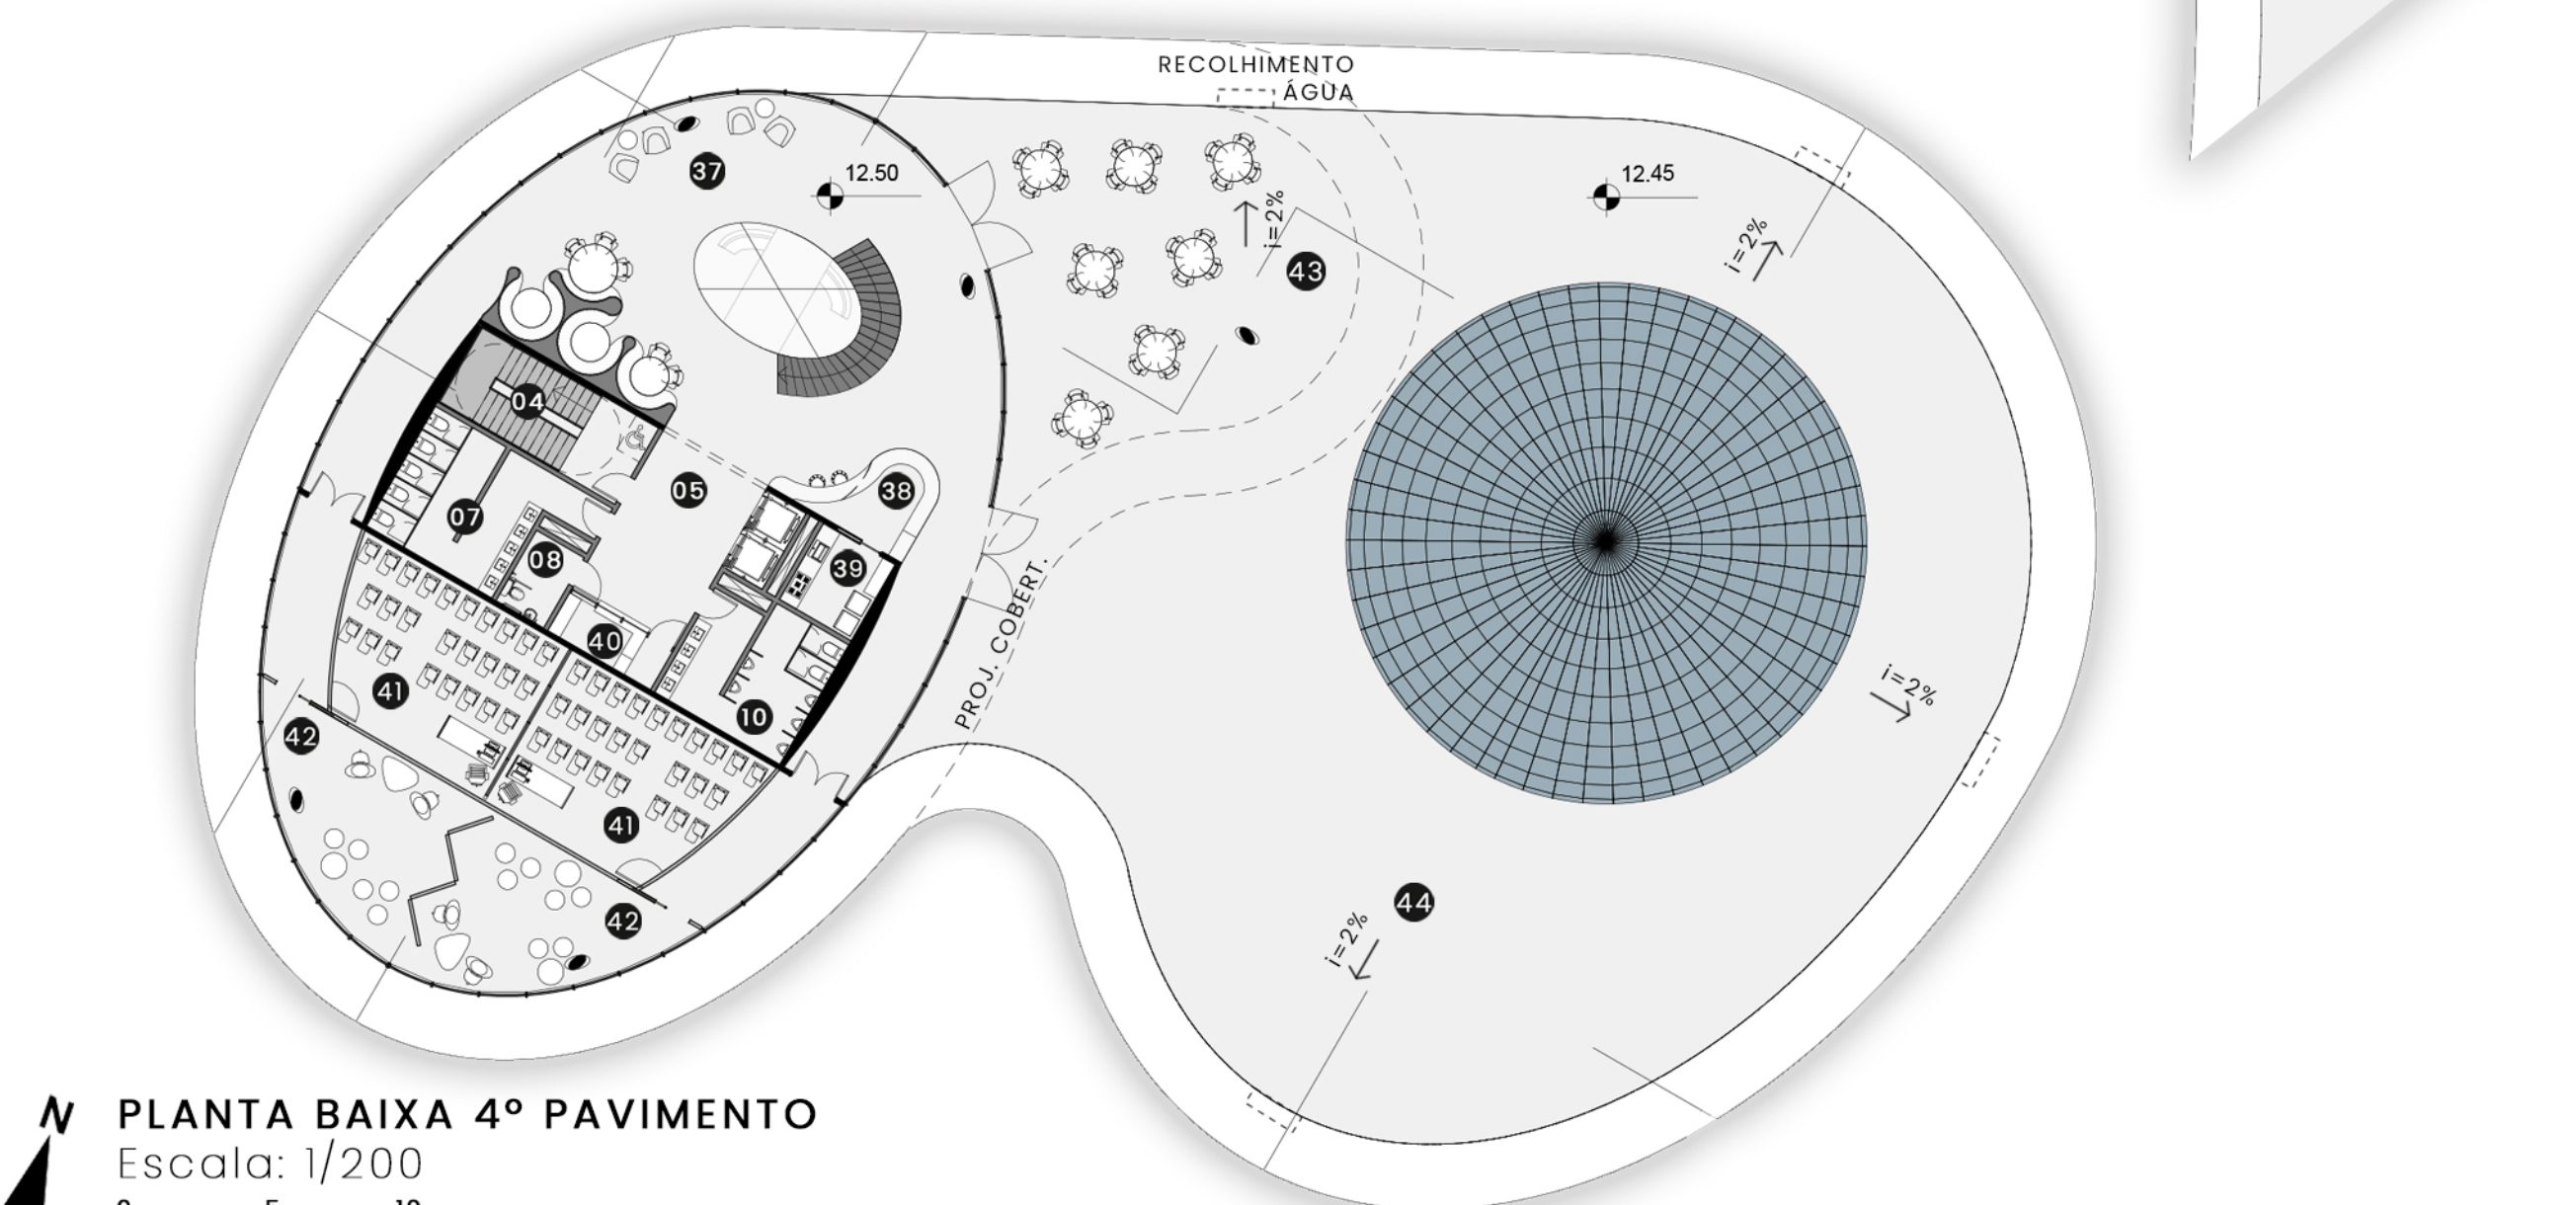 RECOLHIMENTO
ÁGUA
37
12.50
12.45
i=2%
43
i=2%
04
05
38
07
08
39
40
PROJ. COBERT.
41
10
i=2%
42
41
44
42
i=2%
N
PLANTA BAIXA 4º PAVIMENTO
Escala: 1/200